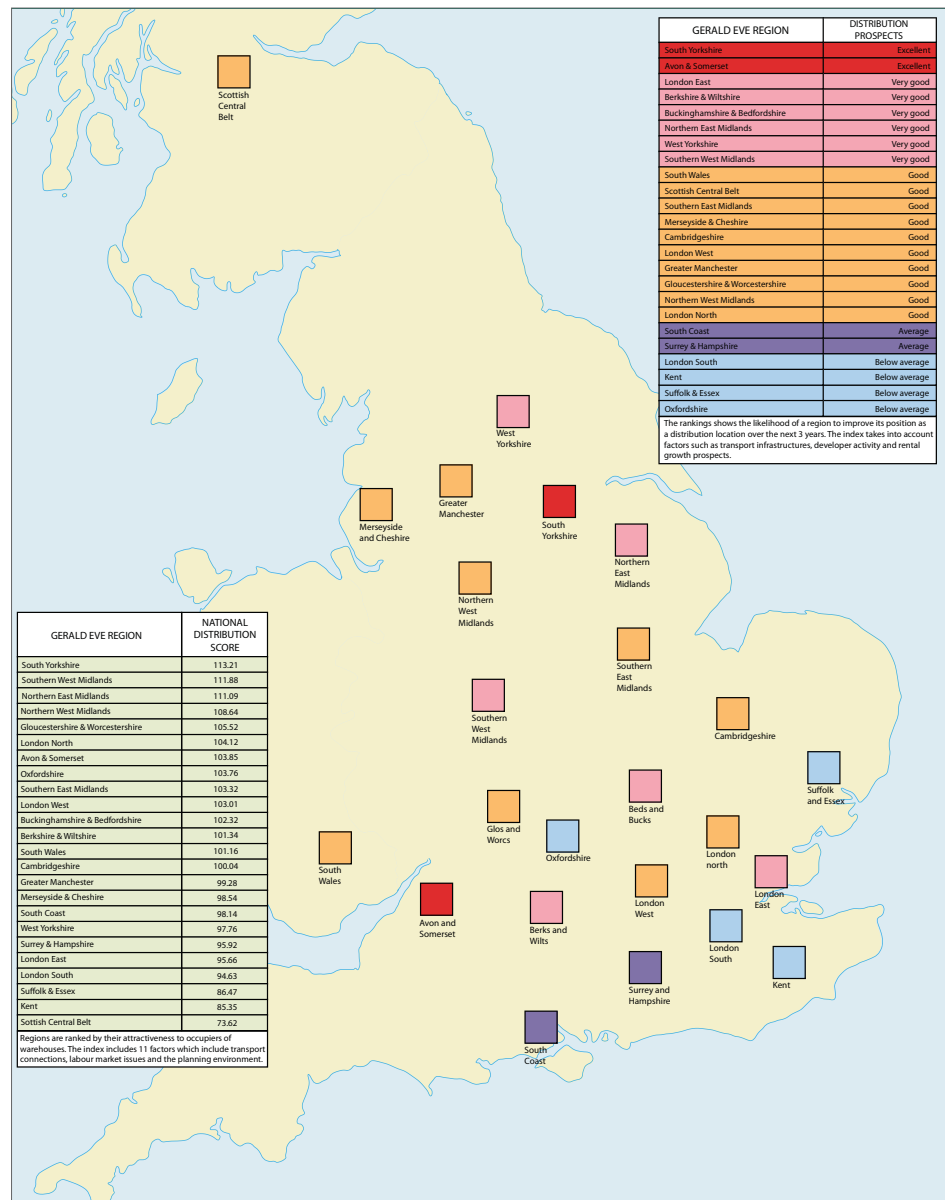 GERALD EVE REGION DISTRIBUTION
PROSPECTS
South Yorkshire Excellent
Avon & Somerset Excellent
London East Very good
Berkshire & Wiltshire Very good
Buckinghamshire & Bedfordshire Very good
Northern East Midlands Very good
West Yorkshire Very good
Southern West Midlands Very good
South Wales Good
Scottish Central Belt Good
Southern East Midlands Good
Merseyside & Cheshire Good
Cambridgeshire Good
London West Good
Greater Manchester Good
Gloucestershire & Worcestershire Good
Northern West Midlands Good
London North Good
South Coast Average
Surrey & Hampshire Average
London South Below average
Kent Below average
Suffolk & Essex Below average
Oxfordshire Below average
The rankings shows the likelihood of a region to improve its position as
a distribution location over the next 3 years. The index takes into account
factors such as transport infrastructures, developer activity and rental
growth prospects.
Scottish
Central
Belt
West
Yorkshire
Greater
Manchester
Merseyside
and Cheshire
South
Yorkshire
Northern
East
Midlands
Northern
West
Midlands
Southern
East
Midlands
Southern
West
Midlands
Cambridgeshire
Suffolk
and Essex
Beds and
Bucks
Glos and
Worcs
Oxfordshire
London
north
South
Wales
London
East
London
West
Avon and
Somerset
Berks and
Wilts
London
South
Kent
Surrey and
Hampshire
South
Coast
GERALD EVE REGION NATIONAL
DISTRIBUTION
SCORE
South Yorkshire 113.21
Southern West Midlands 111.88
Northern East Midlands 111.09
Northern West Midlands 108.64
Gloucestershire & Worcestershire 105.52
London North 104.12
Avon & Somerset 103.85
Oxfordshire 103.76
Southern East Midlands 103.32
London West 103.01
Buckinghamshire & Bedfordshire 102.32
Berkshire & Wiltshire 101.34
South Wales 101.16
Cambridgeshire 100.04
Greater Manchester 99.28
Merseyside & Cheshire 98.54
South Coast 98.14
West Yorkshire 97.76
Surrey & Hampshire 95.92
London East 95.66
London South 94.63
Suffolk & Essex 86.47
Kent 85.35
Sottish Central Belt 73.62
Regions are ranked by their attractiveness to occupiers of
warehouses. The index includes 11 factors which include transport
connections, labour market issues and the planning environment.